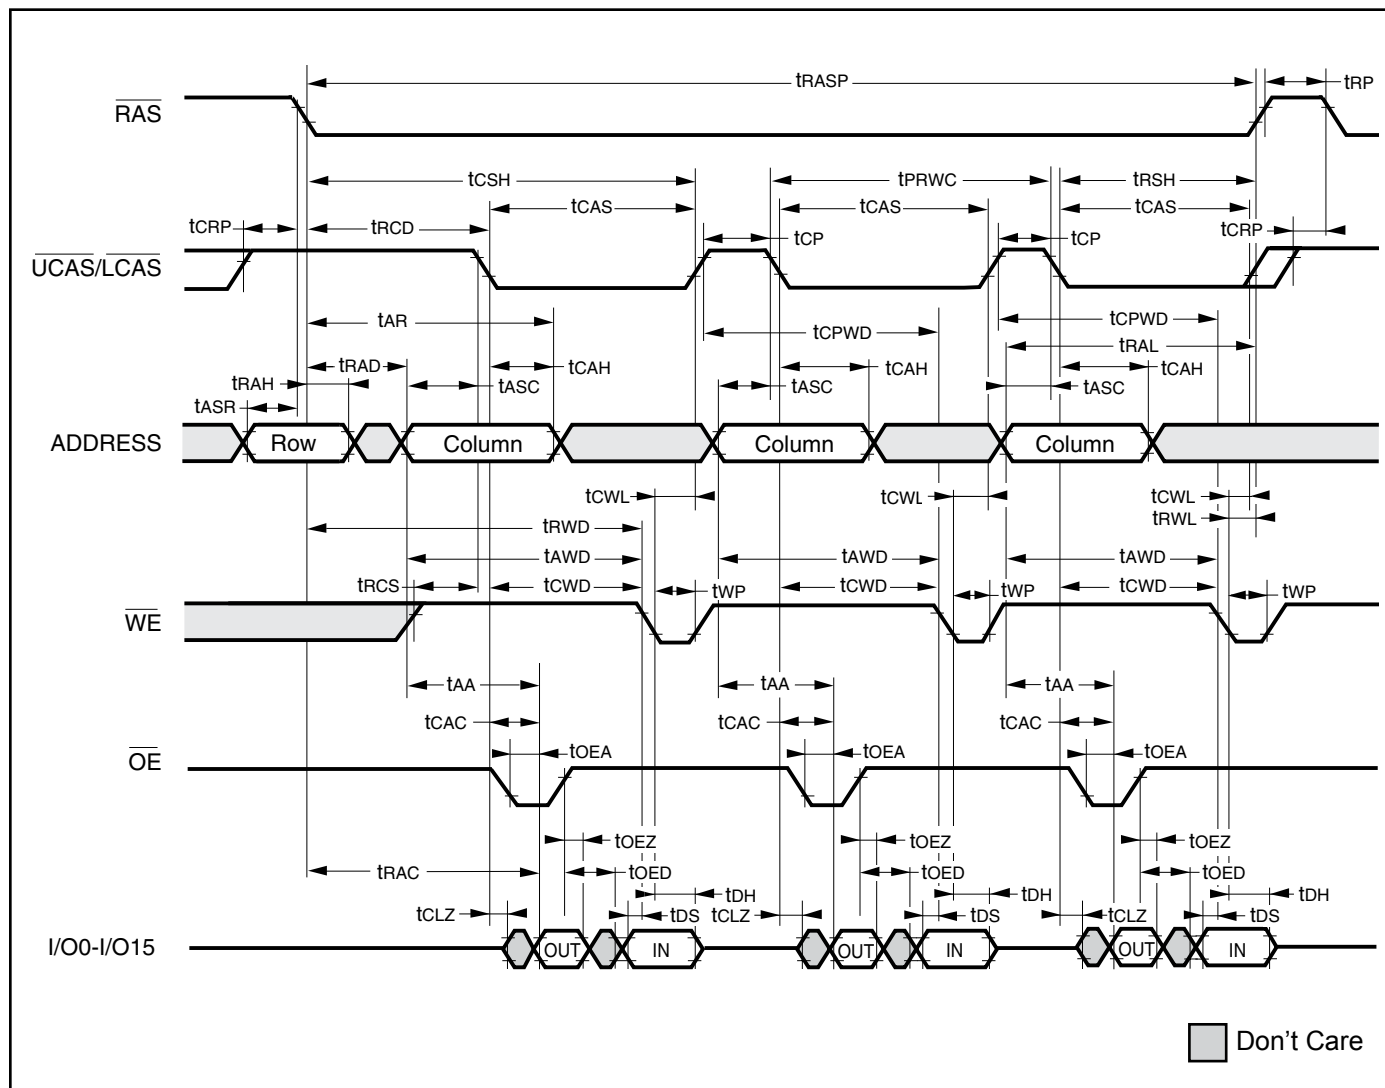 tRASP
tRP
RAS
tCSH
tPRWC
tRSH
tCAS
tCAS
tCAS
tCRP
tRCD
tCP
tCP
tCRP
UCAS/LCAS
tAR
tCPWD
tCPWD
tRAL
tRAD
tCAH
tCAH
tCAH
tRAH
tASC
tASC
tASC
tASR
ADDRESS
Row
Column
Column
Column
tCWL
tCWL
tCWL
tRWL
tRWD
tAWD
tAWD
tAWD
tRCS
tCWD
tCWD
tCWD
tWP
tWP
tWP
WE
tAA
tAA
tAA
tCAC
tCAC
tCAC
tOEA
tOEA
tOEA
OE
tOEZ
tOEZ
tOEZ
tRAC
tOED
tOED
tOED
tDH
tDH
tDH
tCLZ
tDS
tCLZ
tDS
tCLZ
tDS
I/O0-I/O15
OUT
IN
OUT
IN
OUT
IN
Don't Care